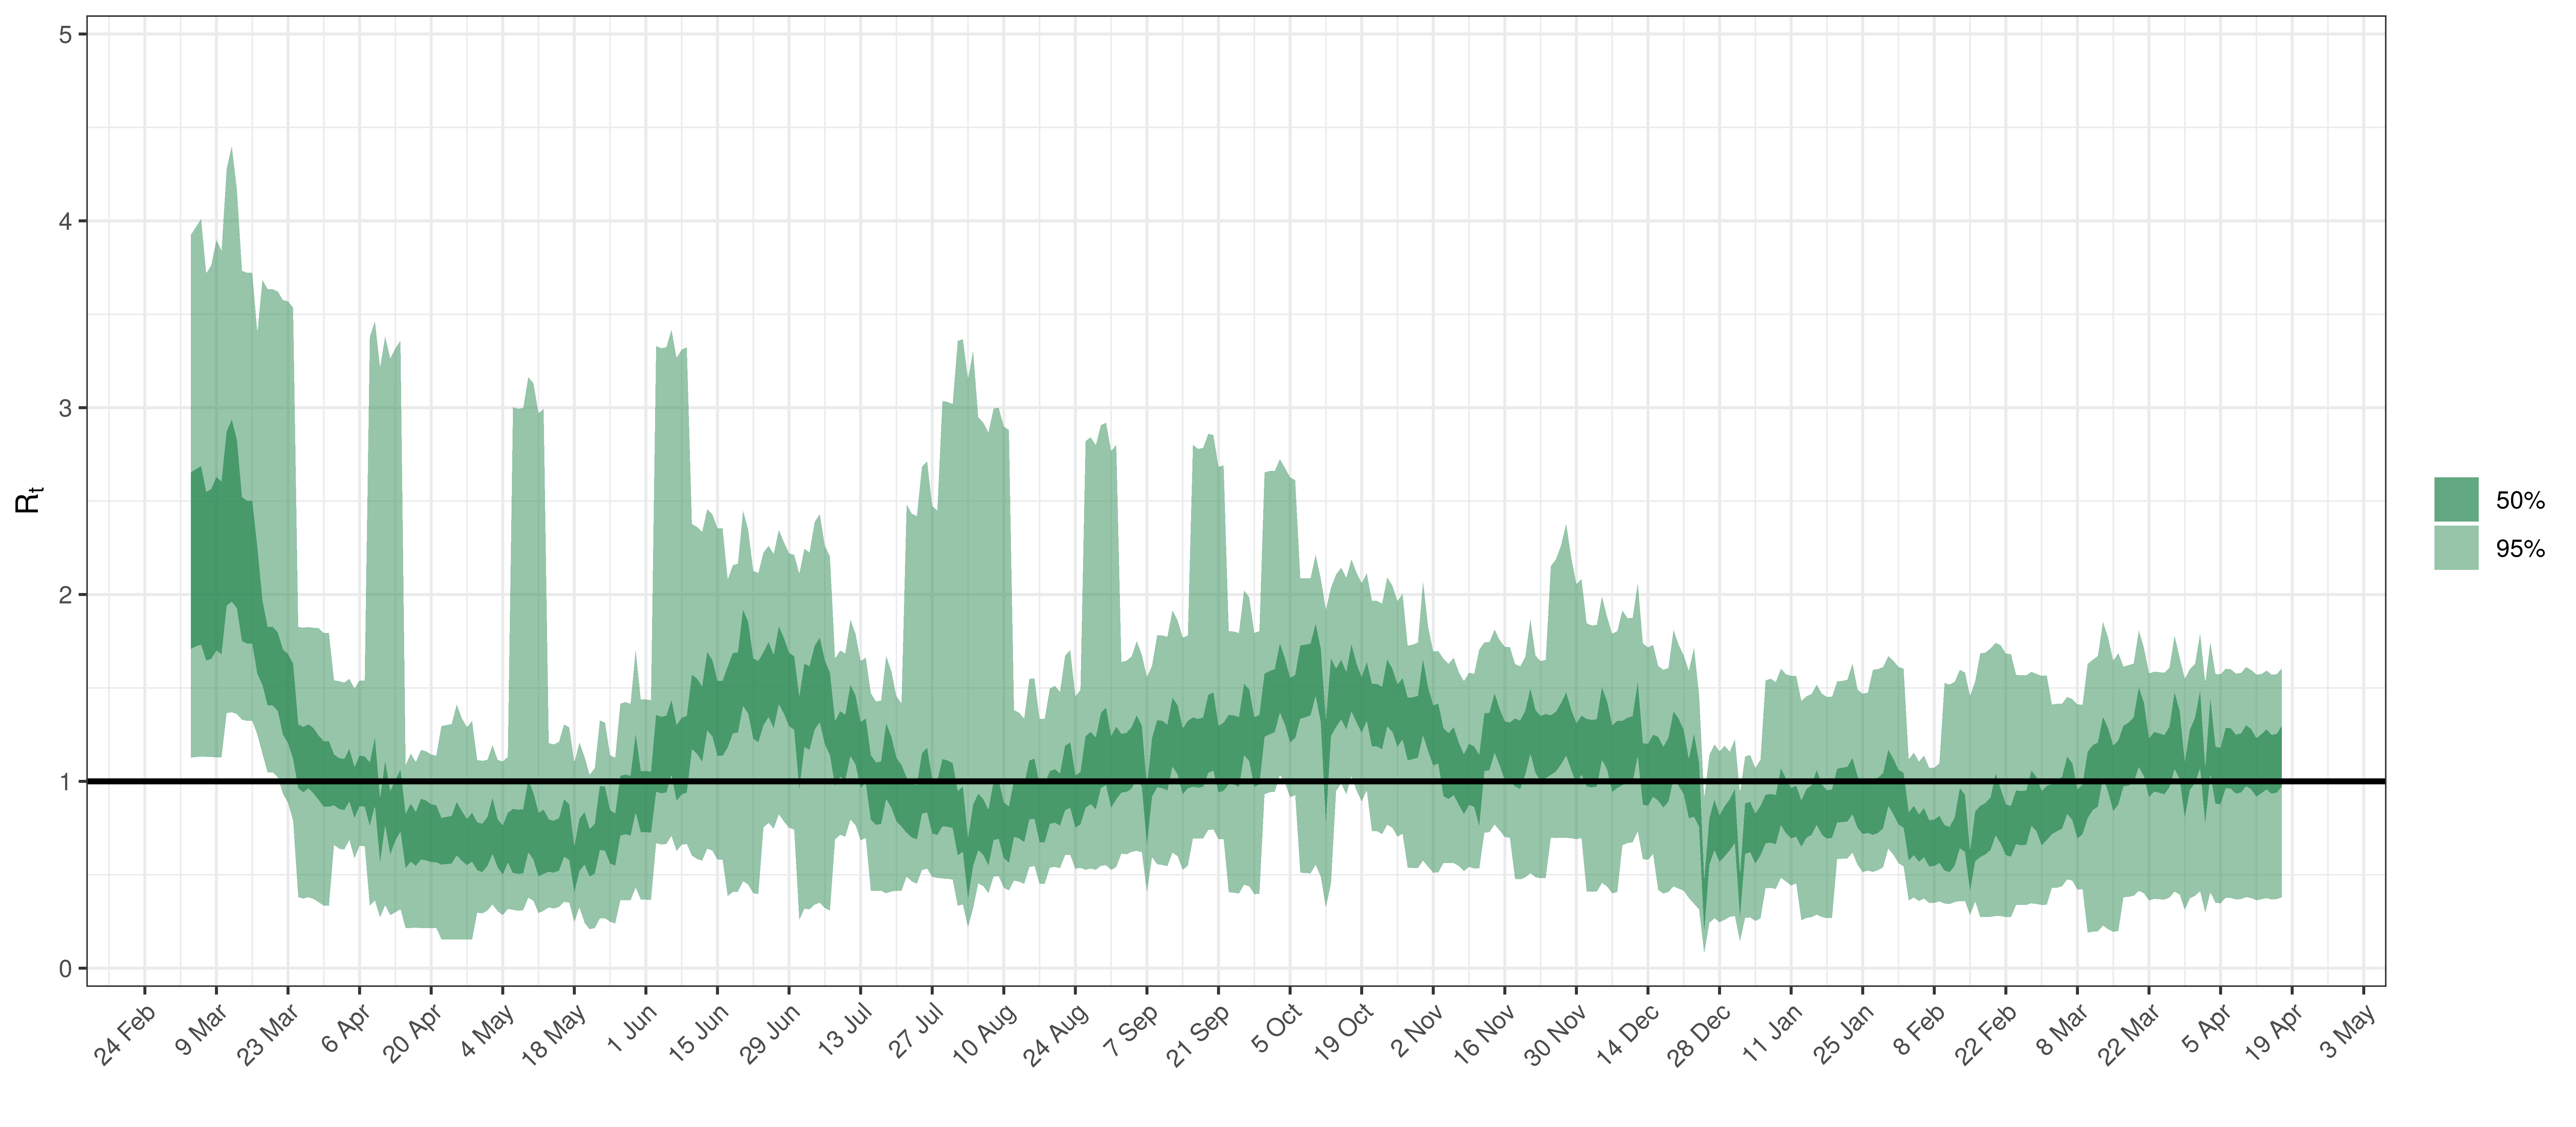 5
4
3
2
1
0
Rt
24 Feb
9 Mar
23 Mar
6 Apr
20 Apr
4 May
18 May
1 Jun
15 Jun
29 Jun
13 Jul
27 Jul
10 Aug
24 Aug
7 Sep
21 Sep
5 Oct
19 Oct
2 Nov
16 Nov
30 Nov
14 Dec
28 Dec
11 Jan
25 Jan
8 Feb
22 Feb
8 Mar
22 Mar
5 Apr
19 Apr
3 May
50%
95%